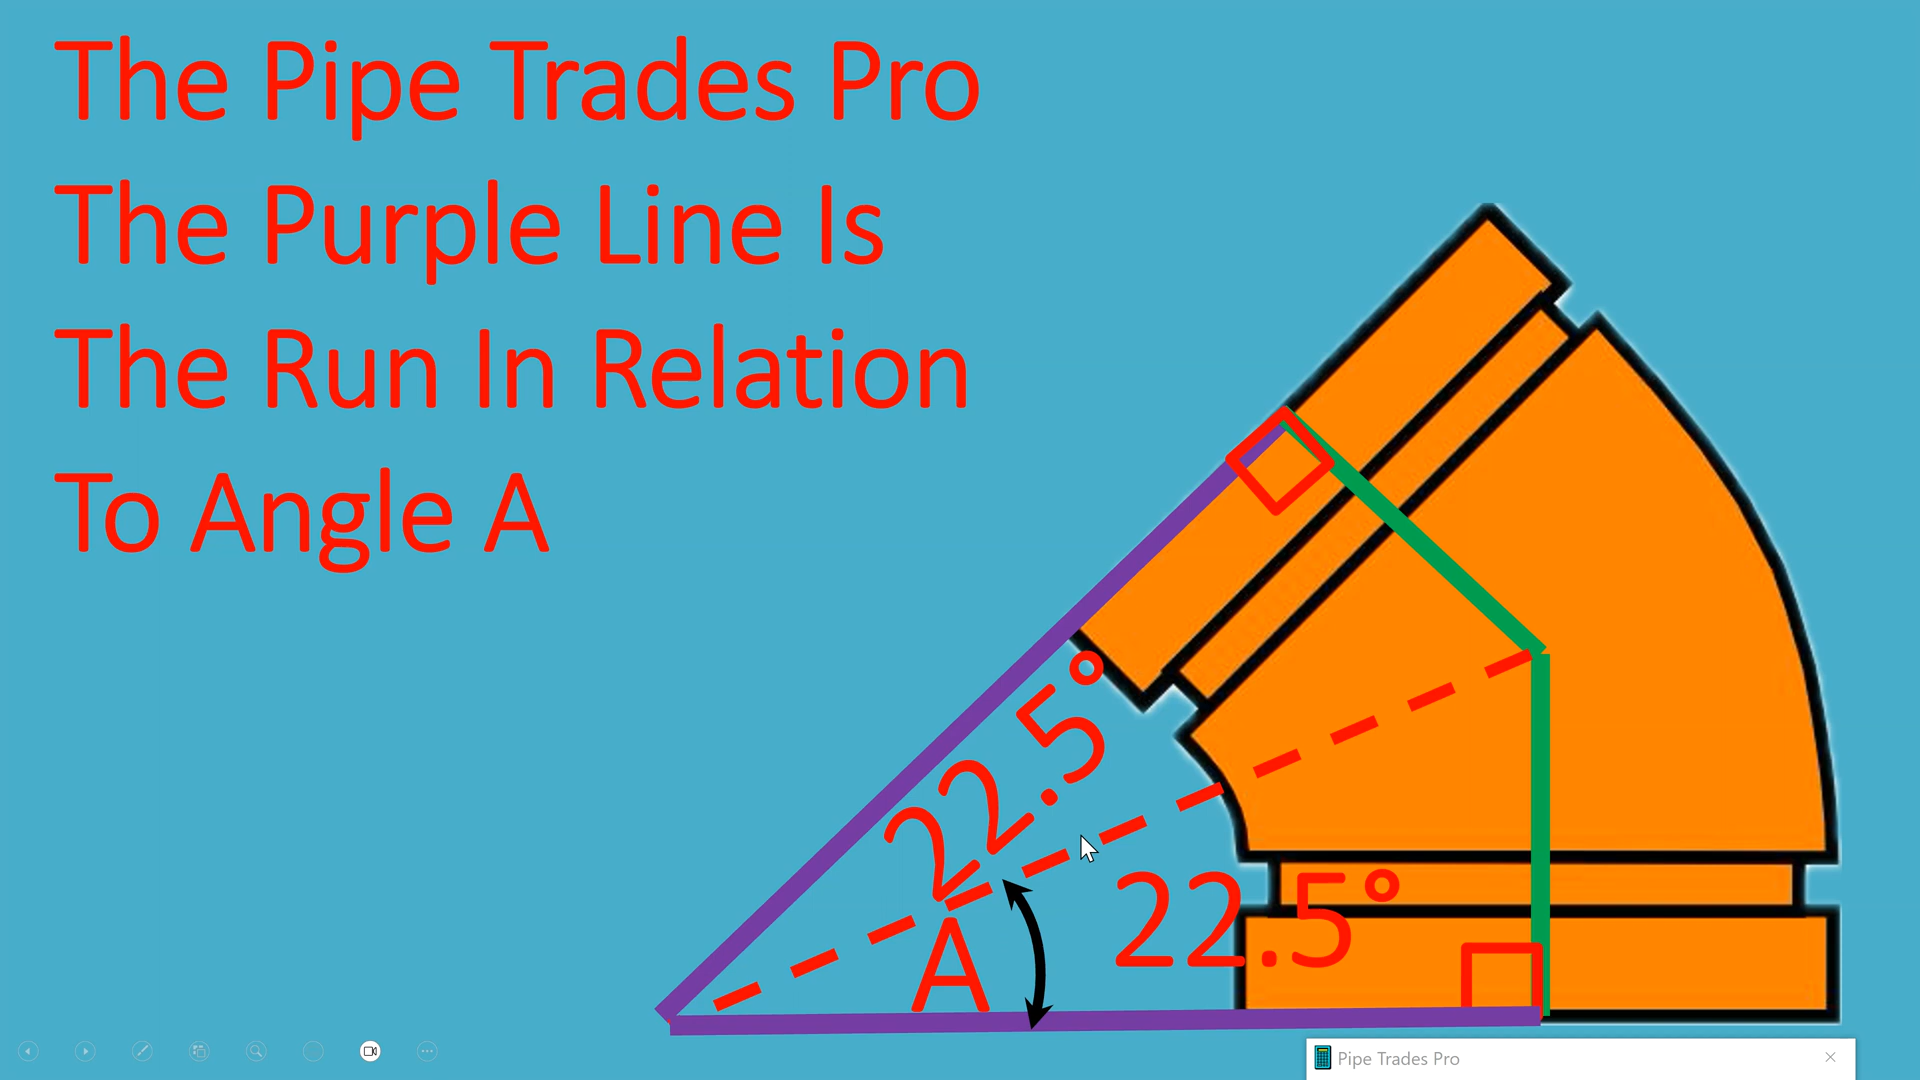 The Pipe Trades Pro
The Purple Line Is
The Run In Relation
To Angle A
22.5°
22.5°
A
Pipe Trades Pro